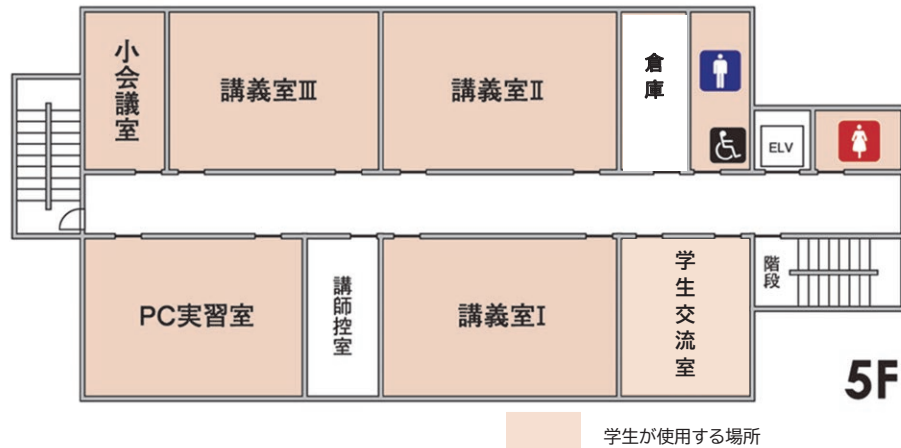 小会議室
講義室Ⅲ
講義室Ⅱ
倉庫
ELV
PC実習室
講師控室
講義室Ⅰ
学生交流室
階段
5F
学生が使用する場所